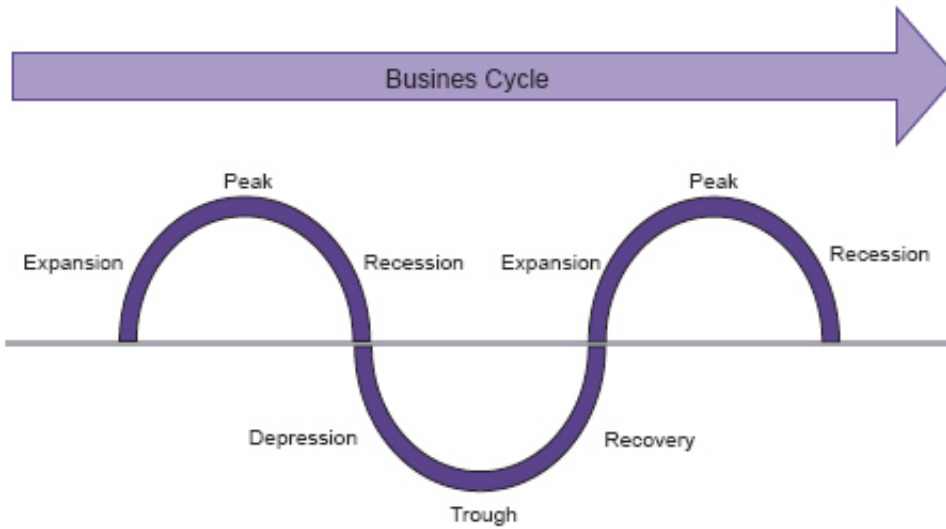 Busines Cycle
Peak
Peak
Expansion
Recession
Expansion
Recession
Depression
Recovery
Trough